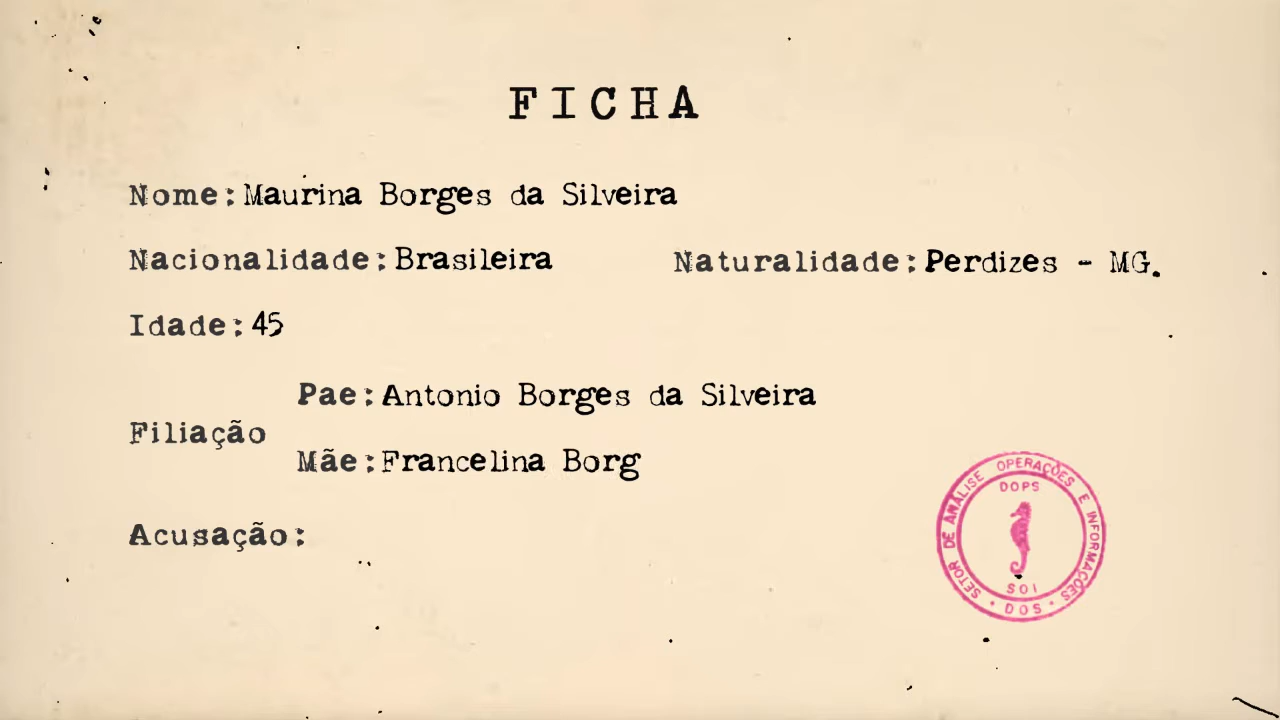 FICHA
Nome: Maurina Borges da Silveira
Nacionalidade: Brasileira Naturalidade: Perdizes - MG.
Idade: 45
Pae: Antonio Borges da Silveira
Filiação
Mãe: Francelina Borg
Acusação:
SETOR DE ANÁLISE OPERAÇÕES E INFORMAÇÕES
DOPS
SOI
• DOS •